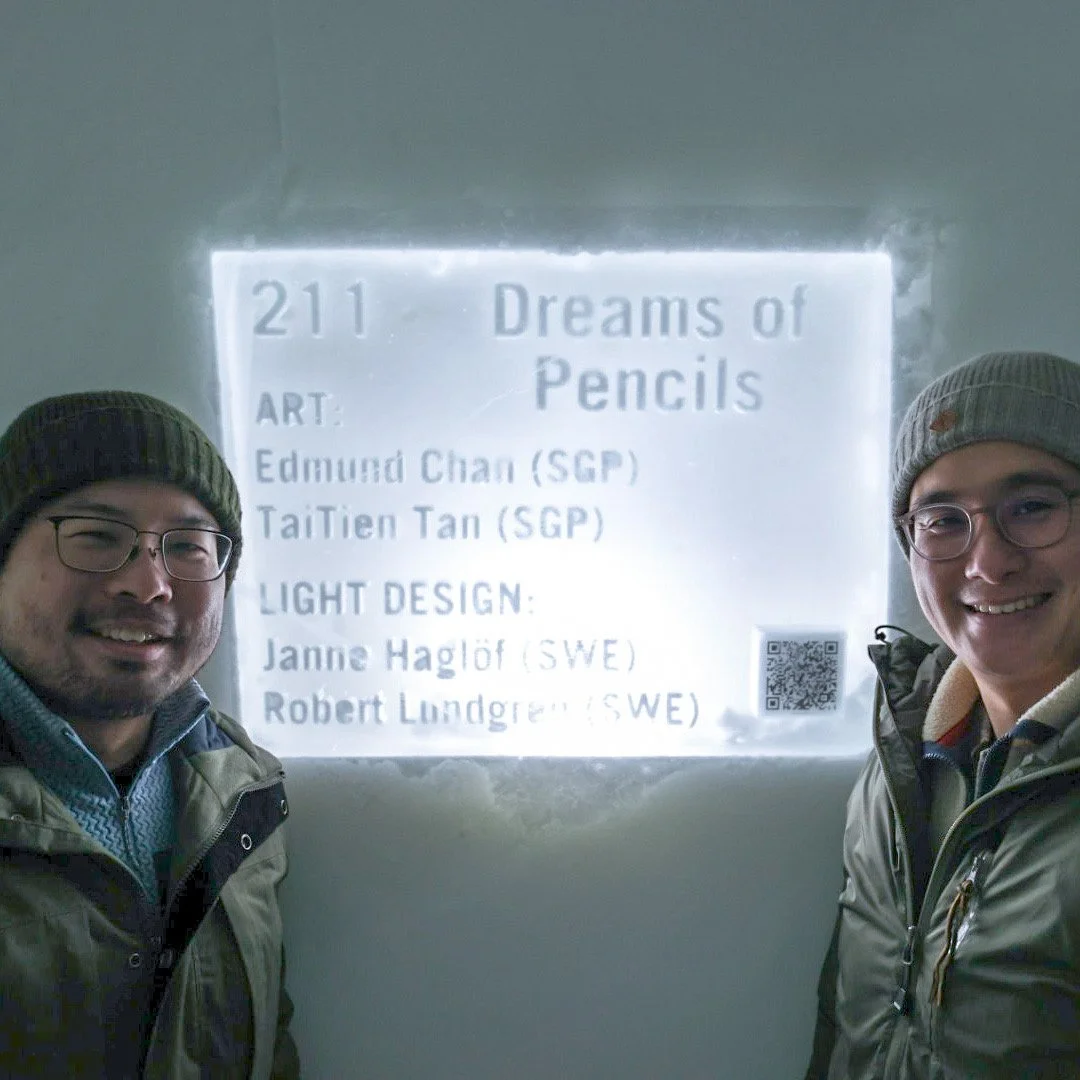 211 Dreams of
Pencils
ART:
Edmund Chan (SGP)
TaiTien Tan (SGP)
LIGHT DESIGN:
Janne Haglöf (SWE)
Robert Lundgren (SWE)